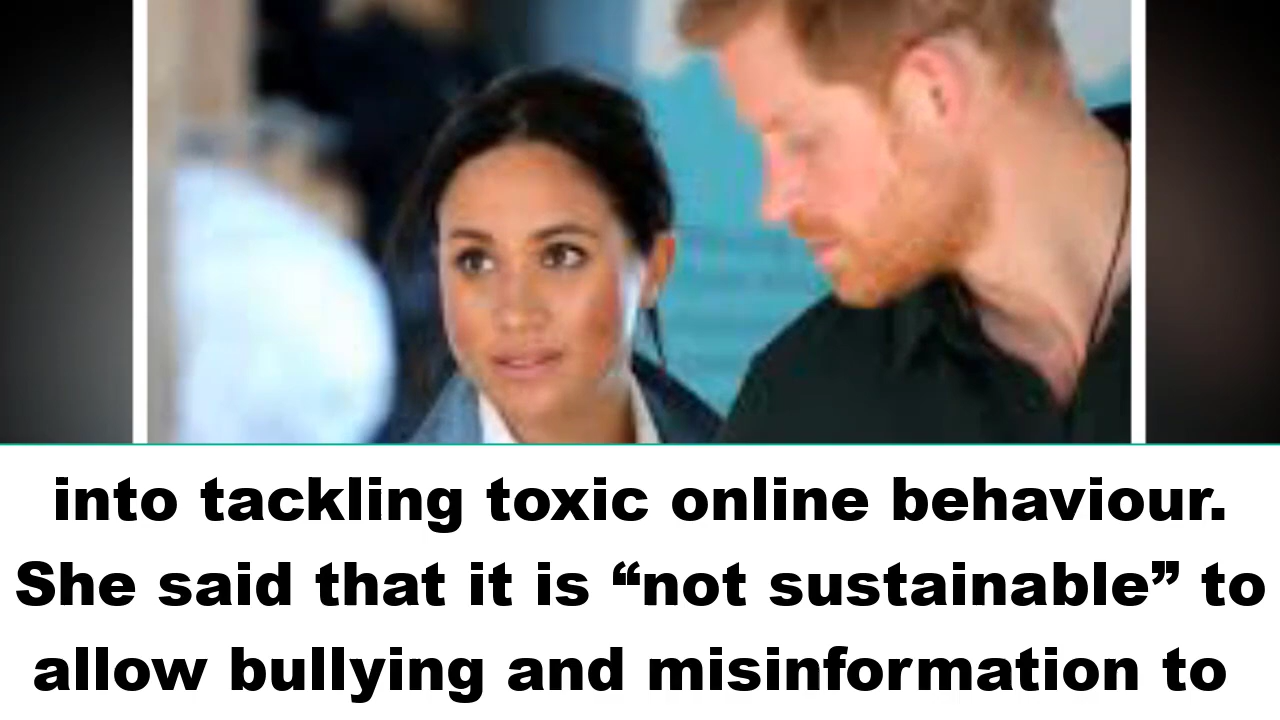 into tackling toxic online behaviour.
She said that it is “not sustainable” to
allow bullying and misinformation to